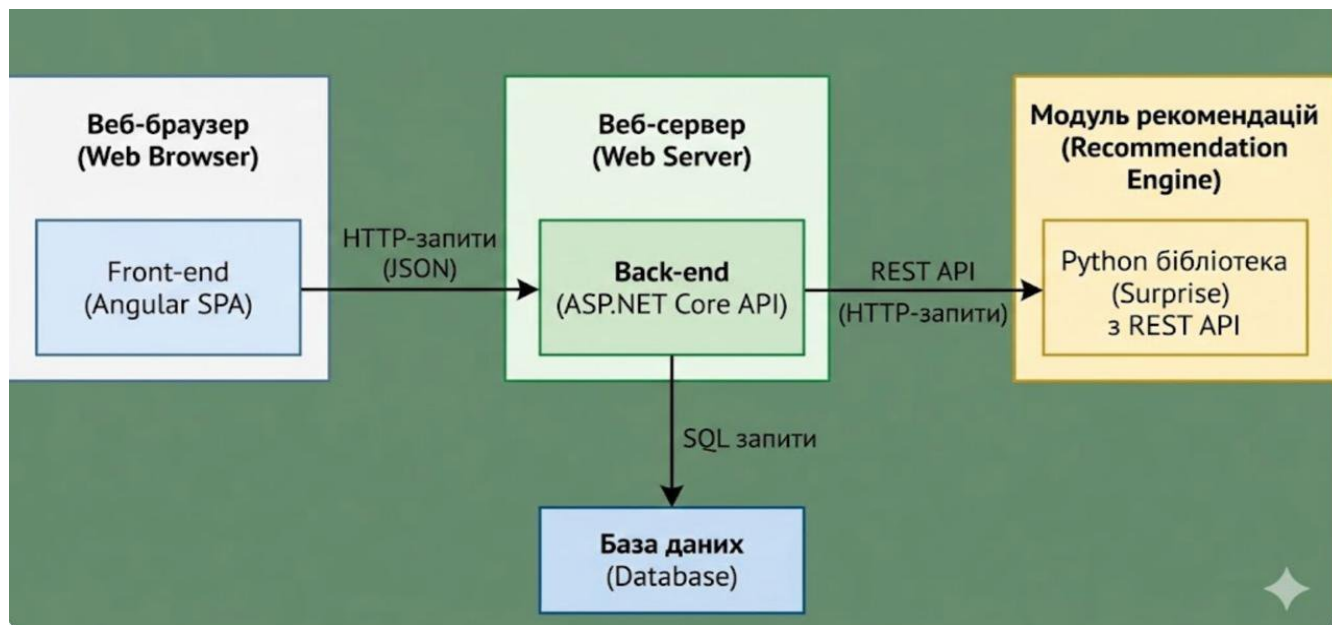 Веб-браузер
(Web Browser)
Front-end
(Angular SPA)
HTTP-запити
(JSON)
Веб-сервер
(Web Server)
Back-end
(ASP.NET Core API)
REST API
(HTTP-запити)
Модуль рекомендацій
(Recommendation
Engine)
Python бібліотека
(Surprise)
з REST API
SQL запити
База даних
(Database)